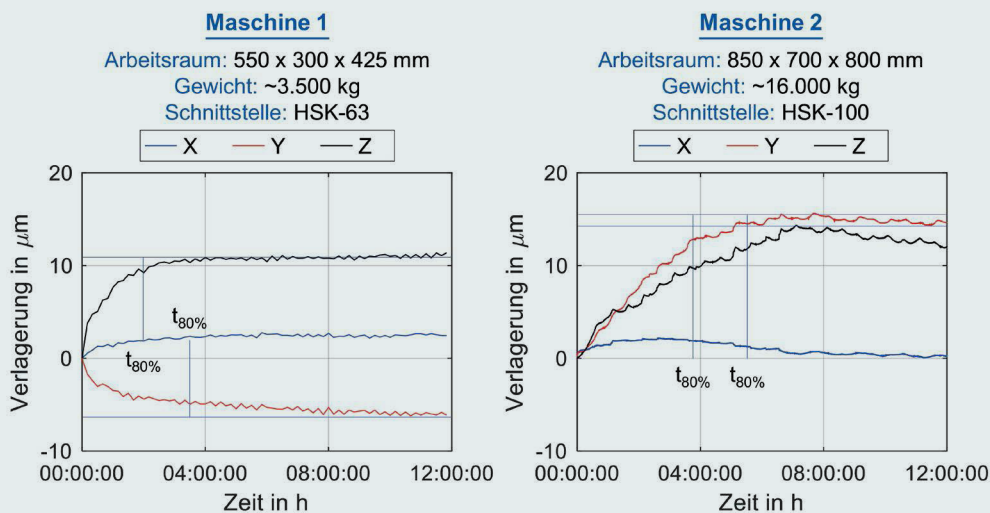 Maschine 1
Arbeitsraum: 550 x 300 x 425 mm
Gewicht: ~3.500 kg
Schnittstelle: HSK-63
X Y Z
20
10
0
-10
Verlagerung in µm
t80%
t80%
00:00:00 04:00:00 08:00:00 12:00:00
Zeit in h
Maschine 2
Arbeitsraum: 850 x 700 x 800 mm
Gewicht: ~16.000 kg
Schnittstelle: HSK-100
X Y Z
20
10
0
-10
Verlagerung in µm
t80% t80%
00:00:00 04:00:00 08:00:00 12:00:00
Zeit in h